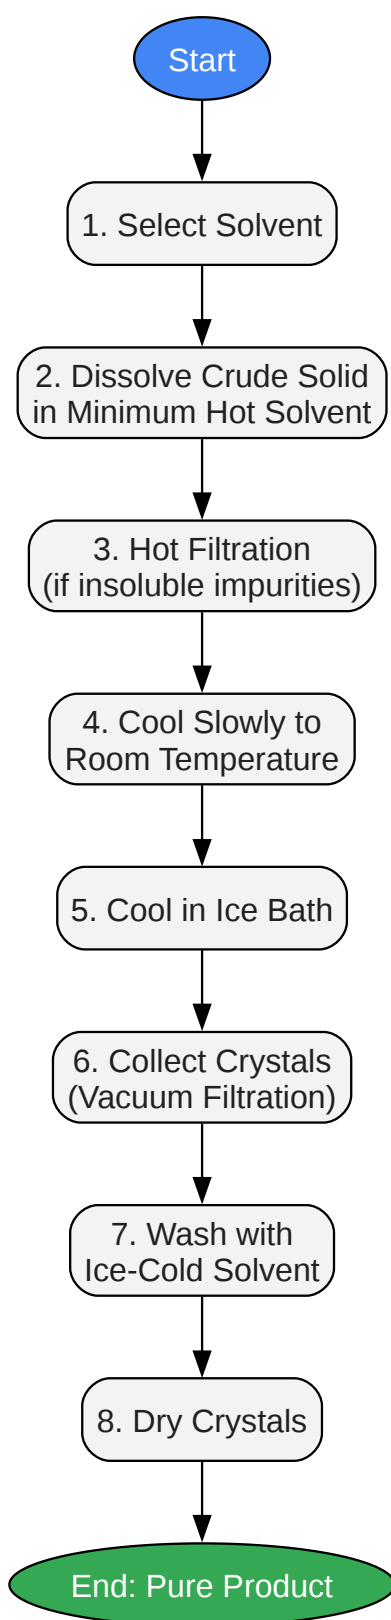 Start
1. Select Solvent
2. Dissolve Crude Solid
in Minimum Hot Solvent
3. Hot Filtration
(if insoluble impurities)
4. Cool Slowly to
Room Temperature
5. Cool in Ice Bath
6. Collect Crystals
(Vacuum Filtration)
7. Wash with
Ice-Cold Solvent
8. Dry Crystals
End: Pure Product